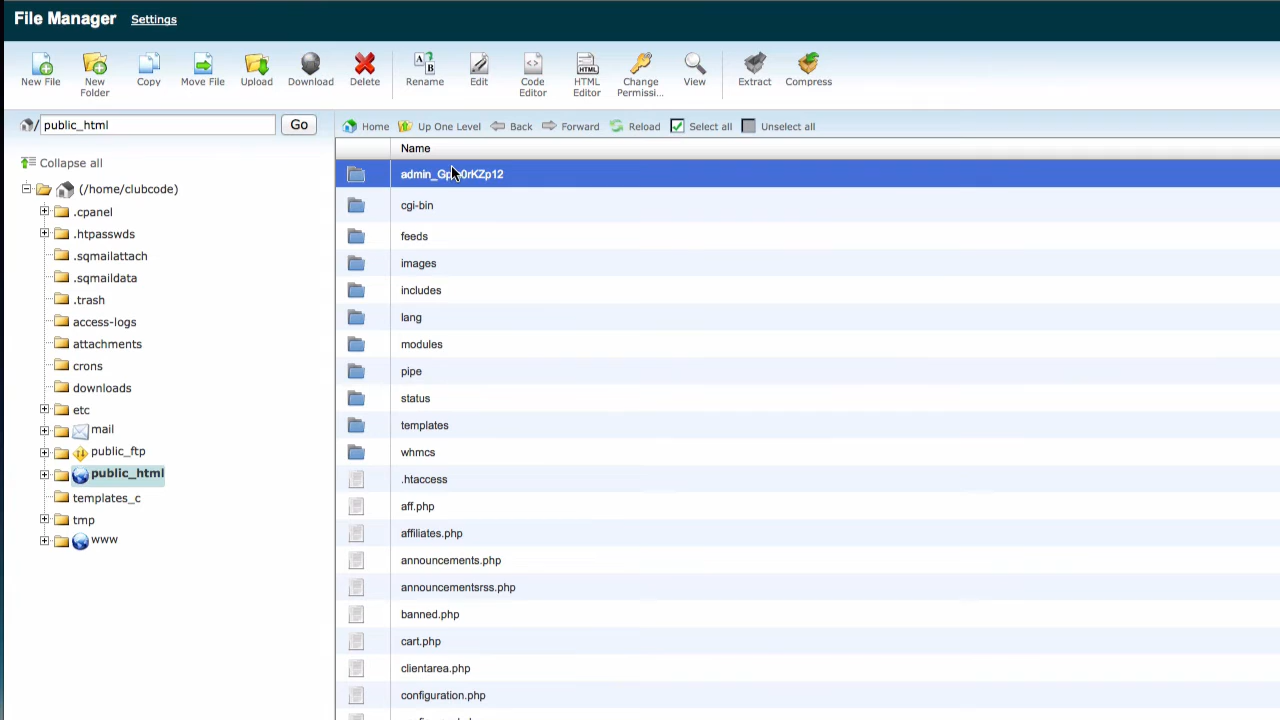 File Manager Settings
New File New Folder Copy Move File Upload Download Delete Rename Edit Code Editor HTML Editor Change Permissi... View Extract Compress
/ public_html Go
Home Up One Level Back Forward Reload Select all Unselect all
Collapse all
(/home/clubcode)
.cpanel
.htpasswds
.sqmailattach
.sqmaildata
.trash
access-logs
attachments
crons
downloads
etc
mail
public_ftp
public_html
templates_c
tmp
www
Name
cgi-bin
feeds
images
includes
lang
modules
pipe
status
templates
whmcs
.htaccess
aff.php
affiliates.php
announcements.php
announcementsrss.php
banned.php
cart.php
clientarea.php
configuration.php